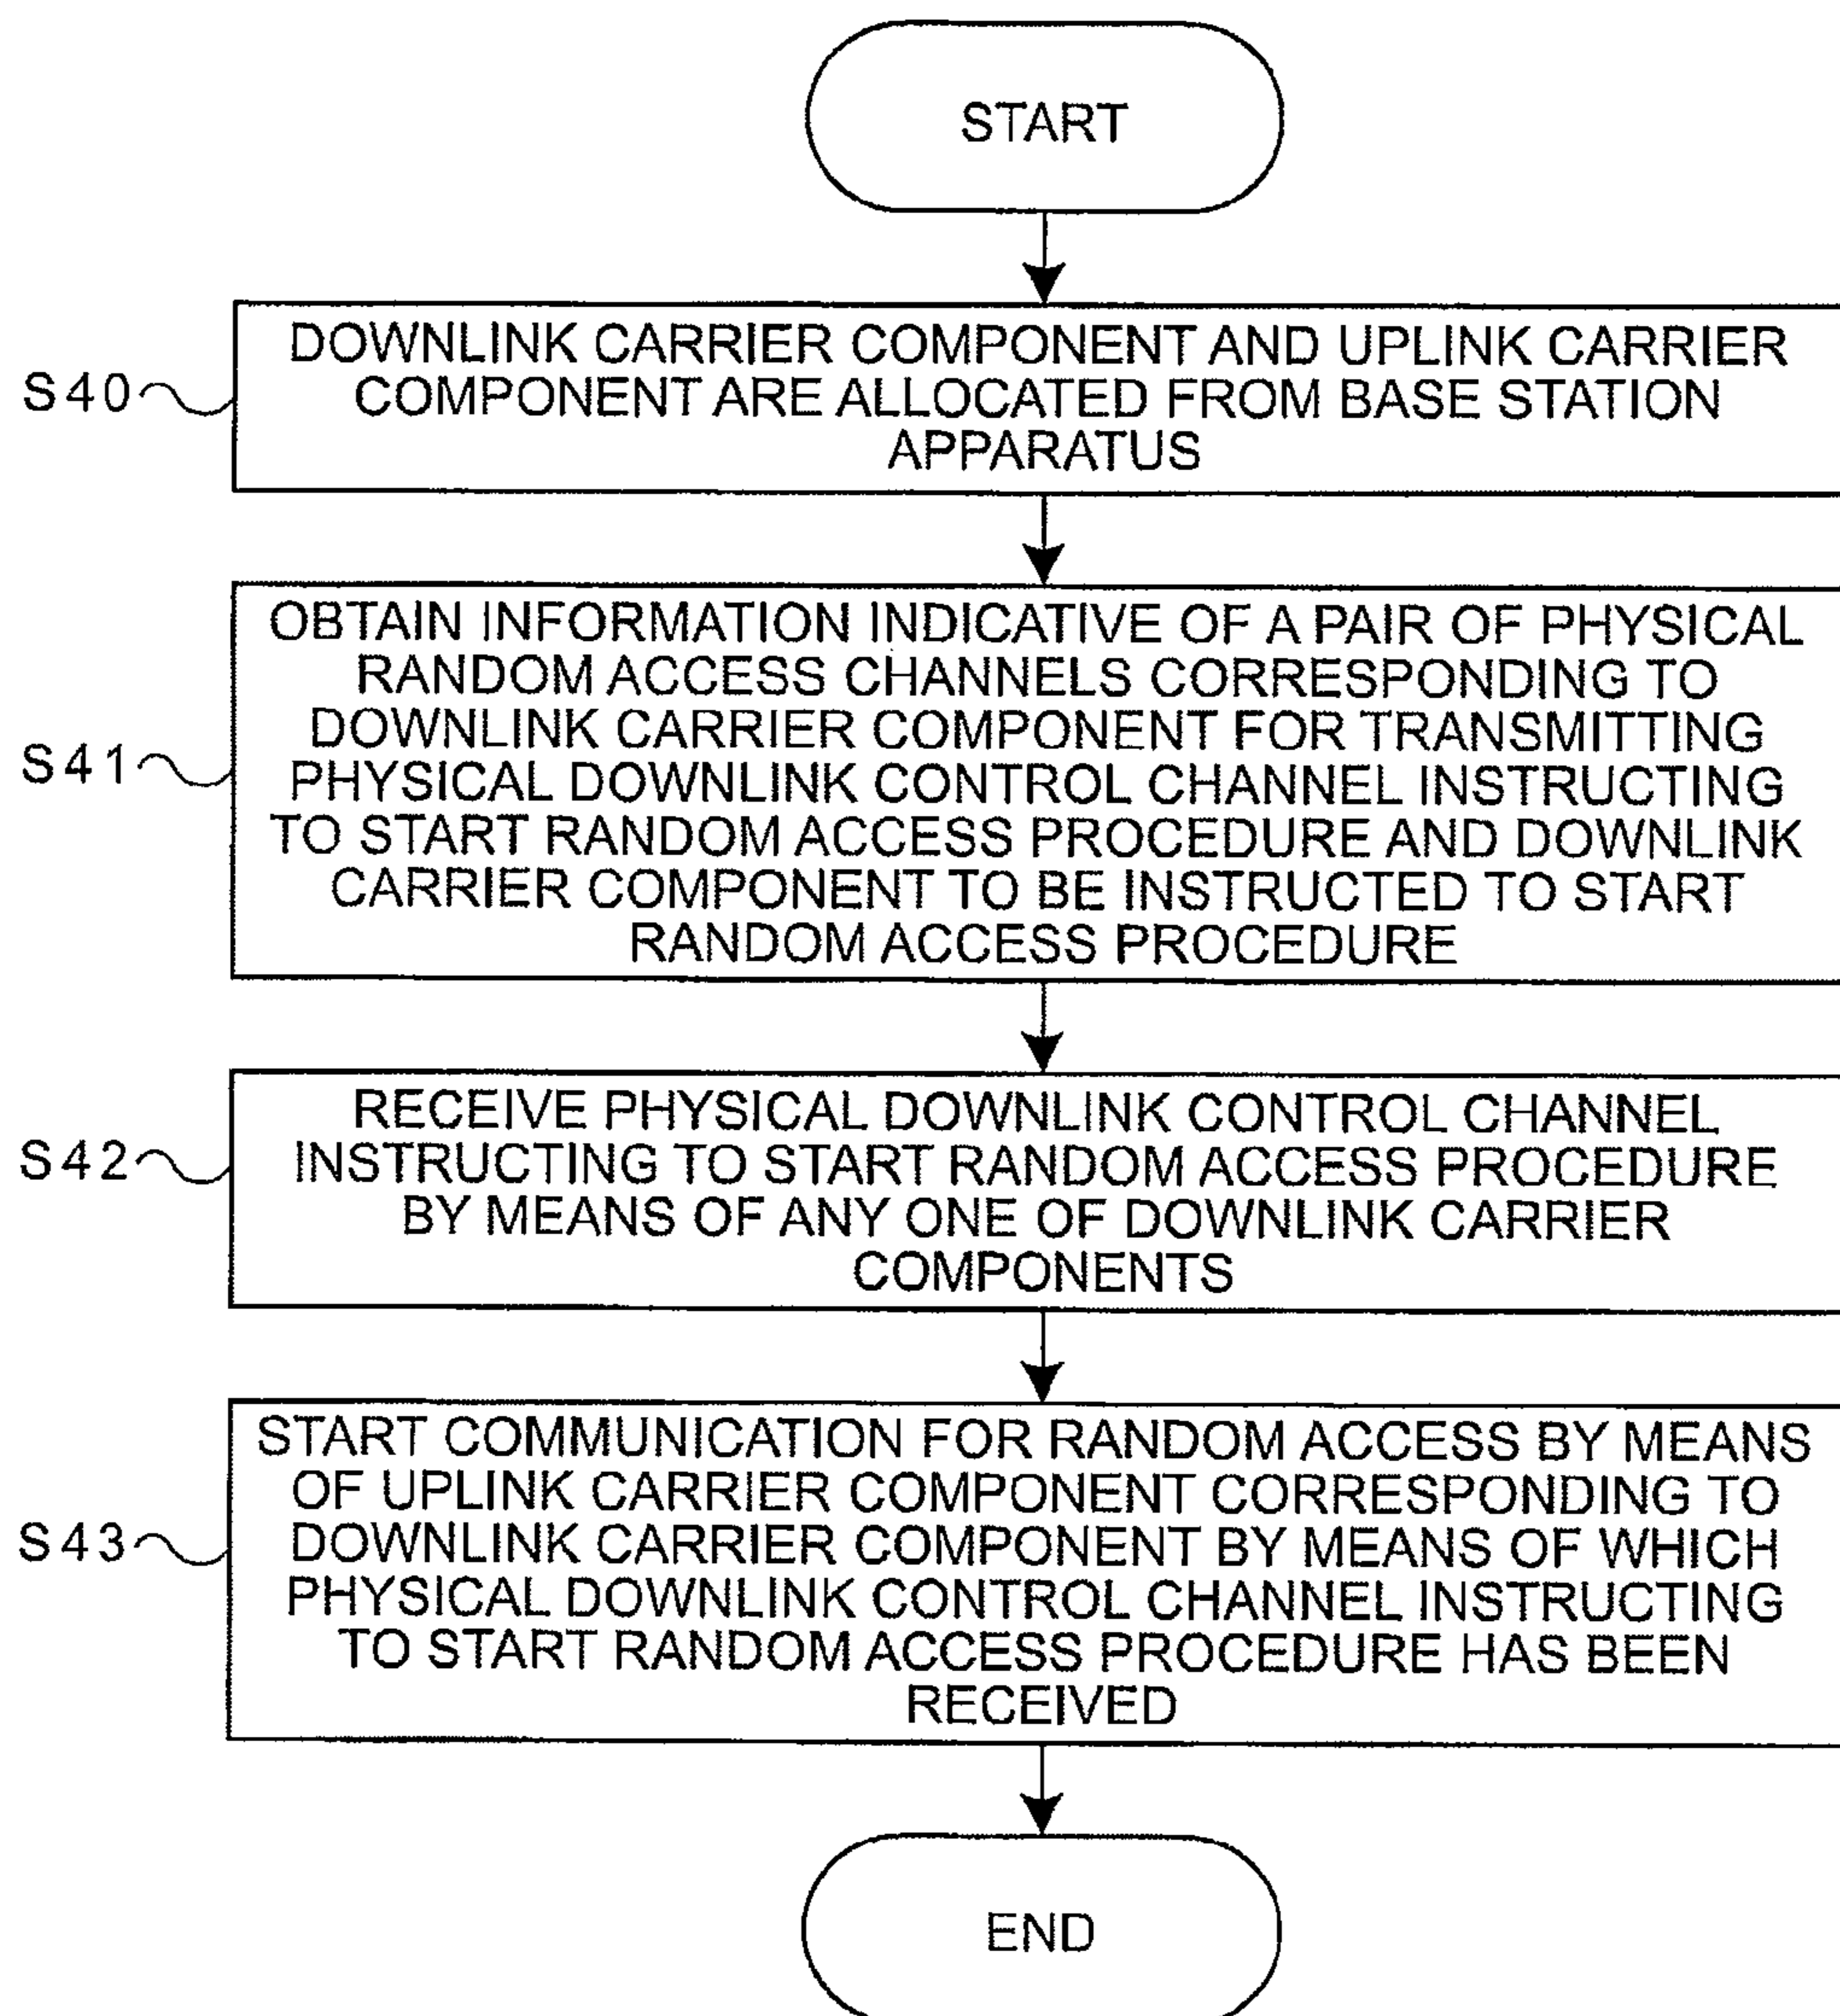 START
S40
DOWNLINK CARRIER COMPONENT AND UPLINK CARRIER
COMPONENT ARE ALLOCATED FROM BASE STATION
APPARATUS
S41
OBTAIN INFORMATION INDICATIVE OF A PAIR OF PHYSICAL
RANDOM ACCESS CHANNELS CORRESPONDING TO
DOWNLINK CARRIER COMPONENT FOR TRANSMITTING
PHYSICAL DOWNLINK CONTROL CHANNEL INSTRUCTING
TO START RANDOM ACCESS PROCEDURE AND DOWNLINK
CARRIER COMPONENT TO BE INSTRUCTED TO START
RANDOM ACCESS PROCEDURE
S42
RECEIVE PHYSICAL DOWNLINK CONTROL CHANNEL
INSTRUCTING TO START RANDOM ACCESS PROCEDURE
BY MEANS OF ANY ONE OF DOWNLINK CARRIER
COMPONENTS
S43
START COMMUNICATION FOR RANDOM ACCESS BY MEANS
OF UPLINK CARRIER COMPONENT CORRESPONDING TO
DOWNLINK CARRIER COMPONENT BY MEANS OF WHICH
PHYSICAL DOWNLINK CONTROL CHANNEL INSTRUCTING
TO START RANDOM ACCESS PROCEDURE HAS BEEN
RECEIVED
END